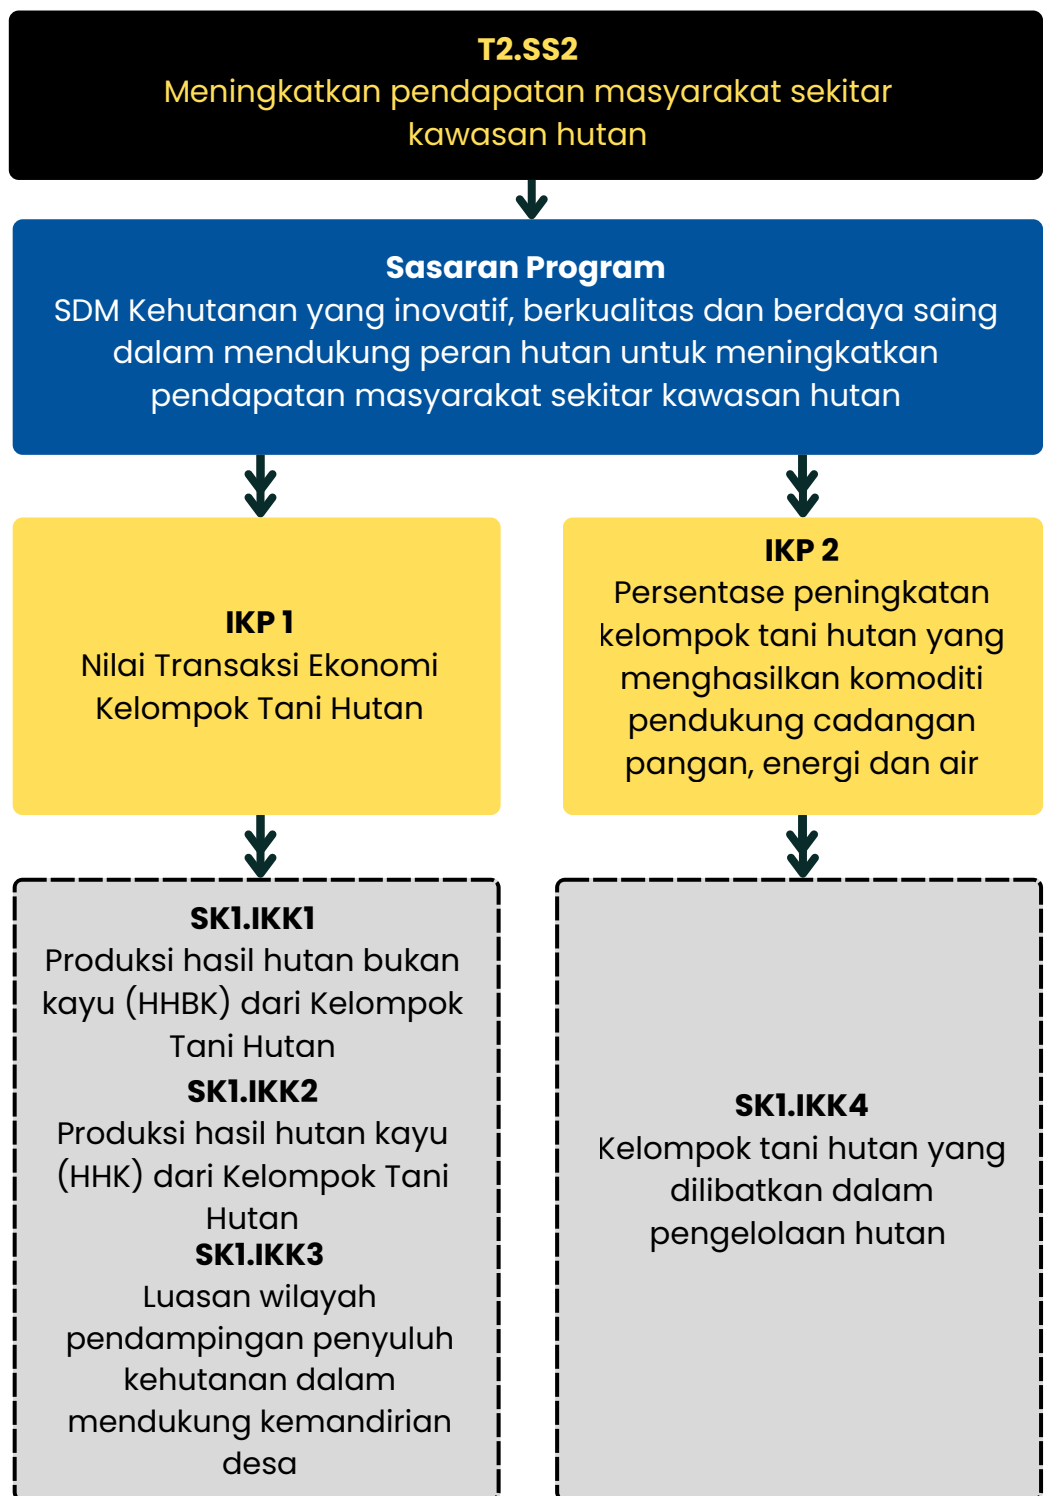 T2.SS2
Meningkatkan pendapatan masyarakat sekitar
kawasan hutan
Sasaran Program
SDM Kehutanan yang inovatif, berkualitas dan berdaya saing
dalam mendukung peran hutan untuk meningkatkan
pendapatan masyarakat sekitar kawasan hutan
IKP 1
Nilai Transaksi Ekonomi
Kelompok Tani Hutan
IKP 2
Persentase peningkatan
kelompok tani hutan yang
menghasilkan komoditi
pendukung cadangan
pangan, energi dan air
SK1.IKK1
Produksi hasil hutan bukan
kayu (HHBK) dari Kelompok
Tani Hutan
SK1.IKK2
Produksi hasil hutan kayu
(HHK) dari Kelompok Tani
Hutan
SK1.IKK3
Luasan wilayah
pendampingan penyuluh
kehutanan dalam
mendukung kemandirian
desa
SK1.IKK4
Kelompok tani hutan yang
dilibatkan dalam
pengelolaan hutan